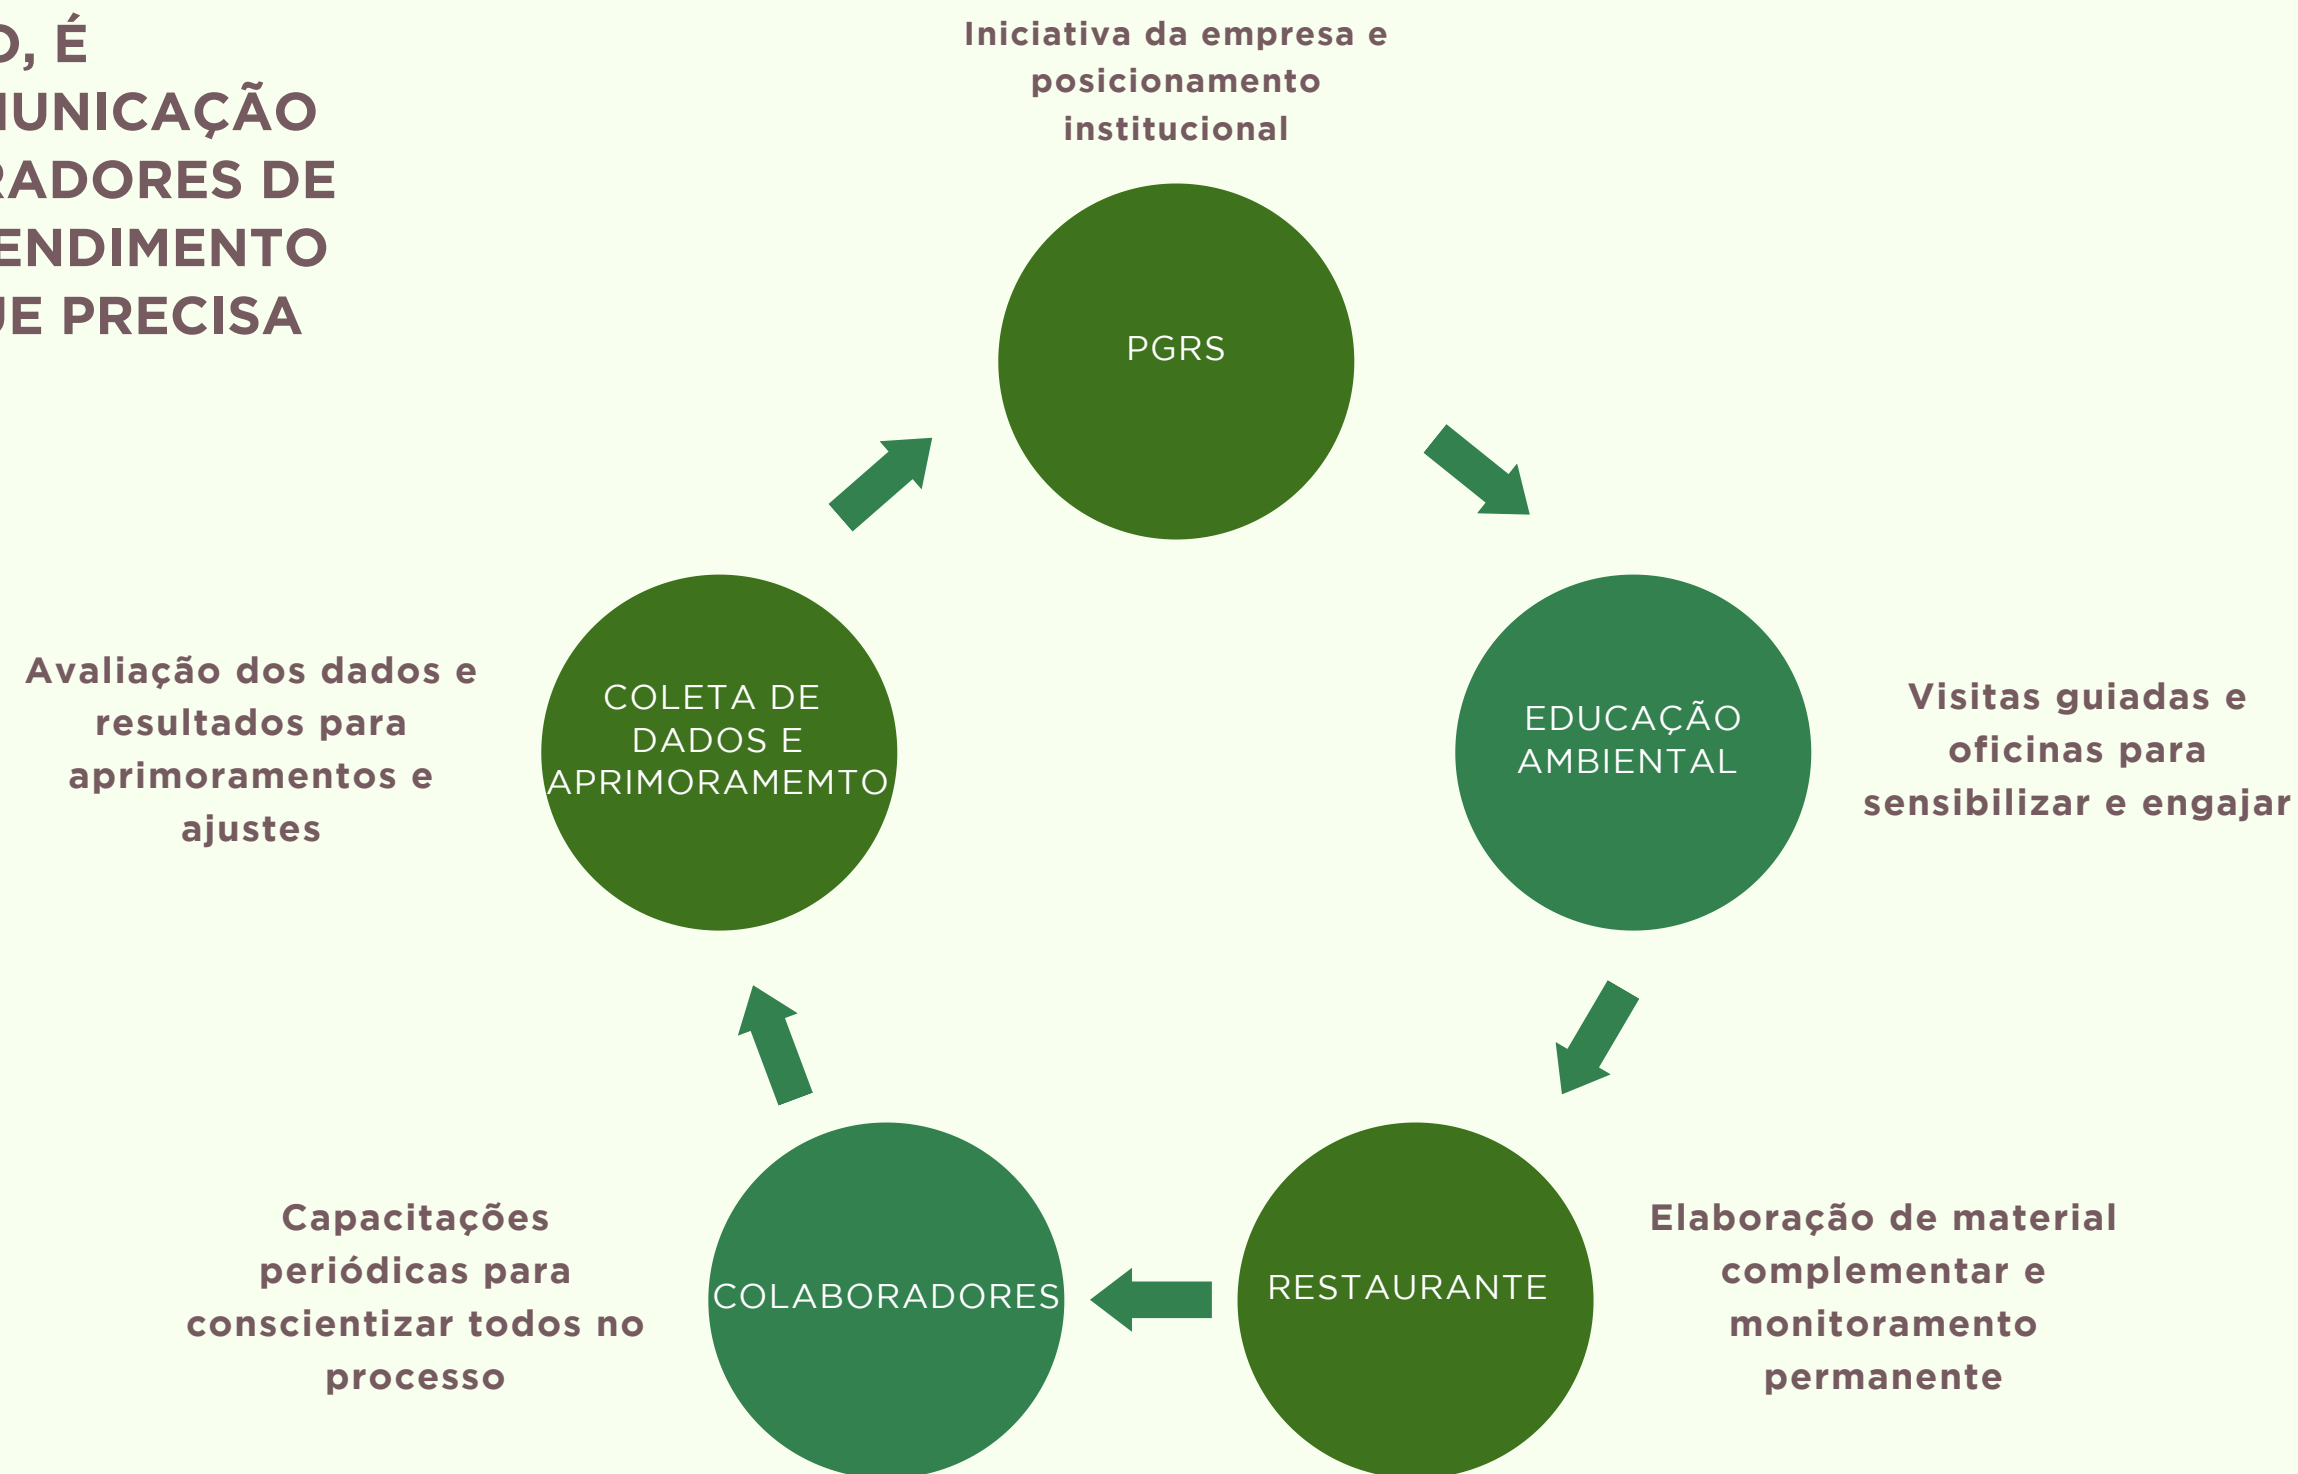 O, É
MUNICAÇÃO
RADORES DE
ENDIMENTO
UE PRECISA
Iniciativa da empresa e
posicionamento
institucional
PGRS
EDUCAÇÃO
AMBIENTAL
Visitas guiadas e
oficinas para
sensibilizar e engajar
RESTAURANTE
Elaboração de material
complementar e
monitoramento
permanente
COLABORADORES
Capacitações
periódicas para
conscientizar todos no
processo
COLETA DE
DADOS E
APRIMORAMEMTO
Avaliação dos dados e
resultados para
aprimoramentos e
ajustes